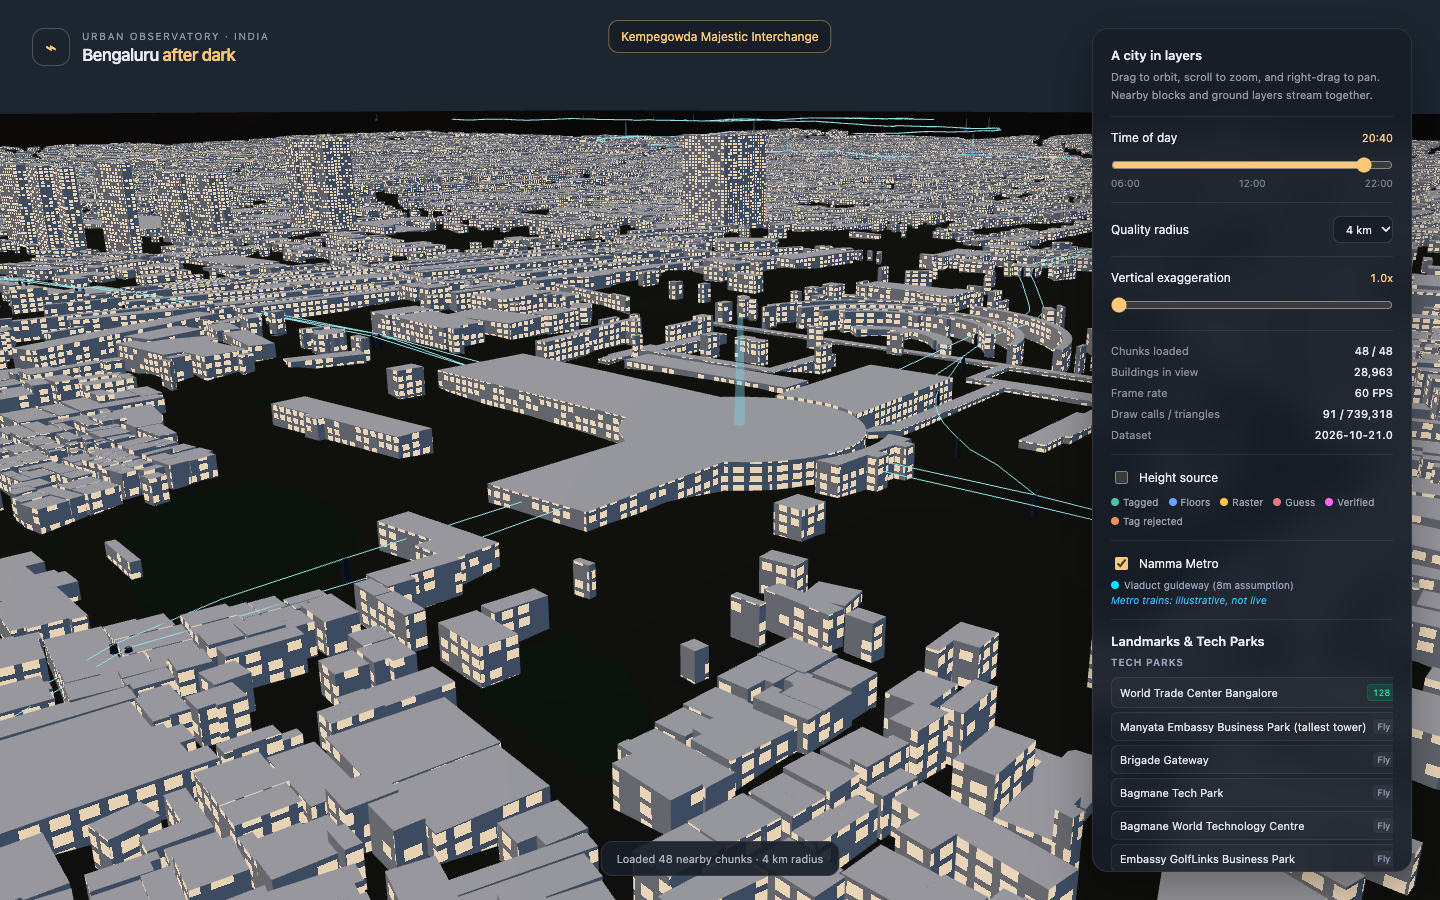 URBAN OBSERVATORY · INDIA
Bengaluru after dark
Kempegowda Majestic Interchange
A city in layers
Drag to orbit, scroll to zoom, and right-drag to pan.
Nearby blocks and ground layers stream together.
Time of day 20:40
06:00 12:00 22:00
Quality radius 4 km
Vertical exaggeration 1.0x
Chunks loaded 48 / 48
Buildings in view 28,963
Frame rate 60 FPS
Draw calls / triangles 91 / 739,318
Dataset 2026-10-21.0
Height source
Tagged Floors Raster Guess Verified
Tag rejected
Namma Metro
Viaduct guideway (8m assumption)
Metro trains: illustrative, not live
Landmarks & Tech Parks
TECH PARKS
World Trade Center Bangalore 128
Manyata Embassy Business Park (tallest tower) Fly
Brigade Gateway Fly
Bagmane Tech Park Fly
Bagmane World Technology Centre Fly
Embassy GolfLinks Business Park Fly
Loaded 48 nearby chunks · 4 km radius